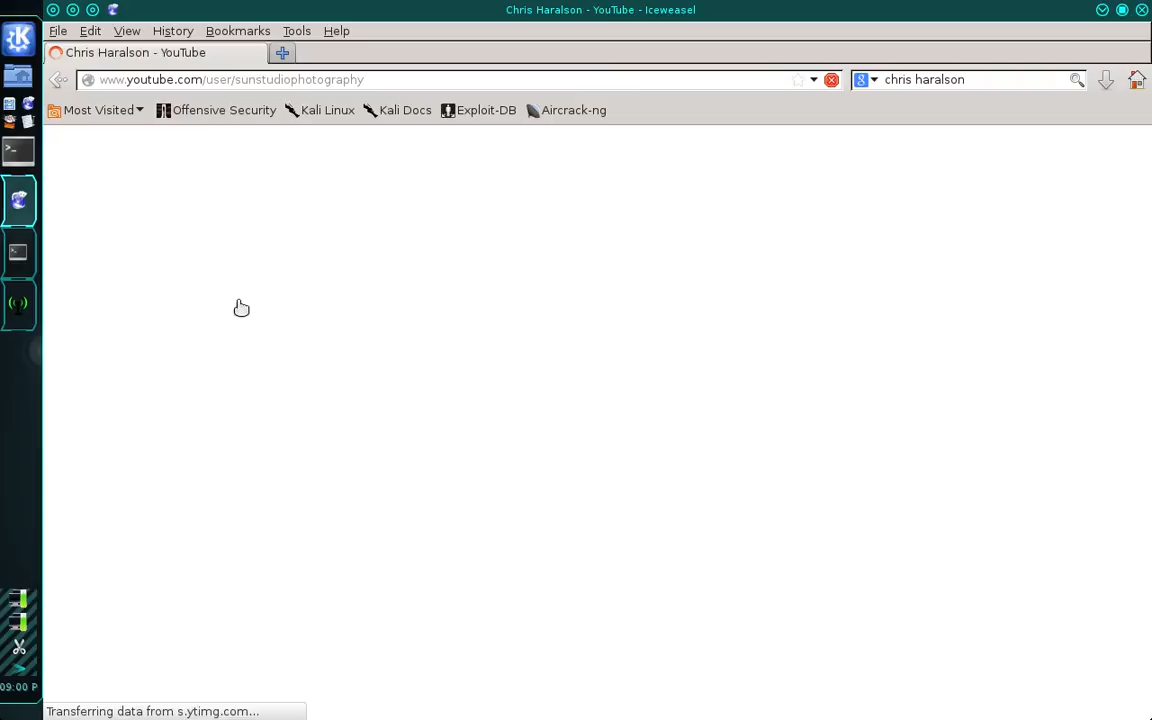 Chris Haralson - YouTube - Iceweasel
File Edit View History Bookmarks Tools Help
Chris Haralson - YouTube
www.youtube.com/user/sunstudiophotography
8 chris haralson
Most Visited Offensive Security Kali Linux Kali Docs Exploit-DB Aircrack-ng
>_
09:00 P
Transferring data from s.ytimg.com...